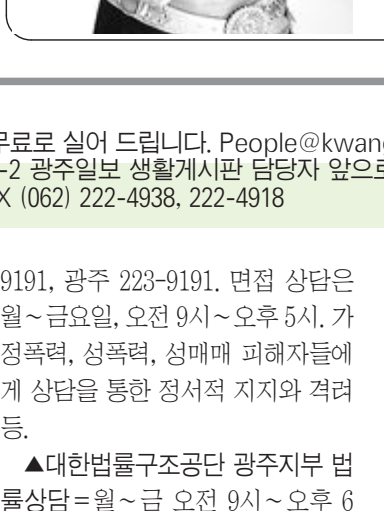 무료로 실어 드립니다. People@kwang
-2 광주일보 생활게시판 담당자 앞으로
X (062) 222-4938, 222-4918
9191, 광주 223-9191. 면접 상담은
월~금요일, 오전 9시~오후 5시. 가
정폭력, 성폭력, 성매매 피해자들에
게 상담을 통한 정서적 지지와 격려
등.
▲대한법률구조공단 광주지부 법
률상담=월~금 오전 9시~오후 6